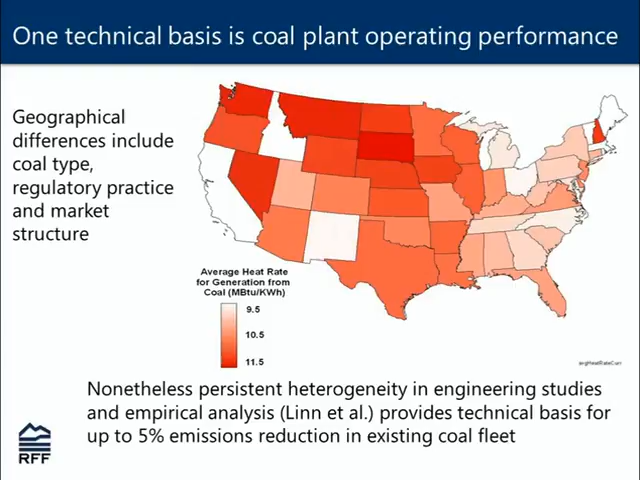 One technical basis is coal plant operating performance
Geographical
differences include
coal type,
regulatory practice
and market
structure
Average Heat Rate
for Generation from
Coal (MBtu/KWh)
9.5
10.5
11.5
Nonetheless persistent heterogeneity in engineering studies
and empirical analysis (Linn et al.) provides technical basis for
up to 5% emissions reduction in existing coal fleet
RFF